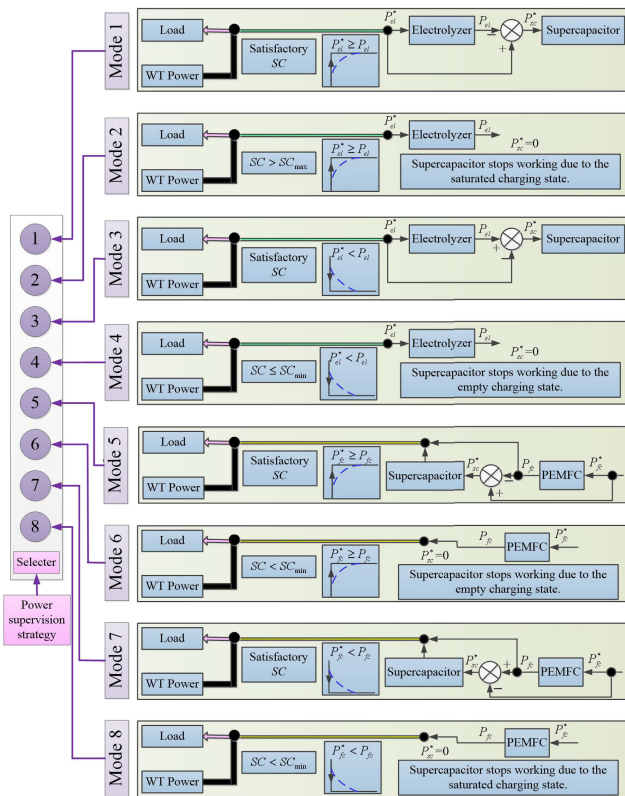 Mode 1
Load
WT Power
Satisfactory
SC
P*el ≥ Pel
P*el
Electrolyzer
Pel
−
+
P*sc
Supercapacitor
Mode 2
Load
WT Power
SC > SCmax
P*el ≥ Pel
P*el
Electrolyzer
Pel
P*sc=0
Supercapacitor stops working due to the
saturated charging state.
Mode 3
Load
WT Power
Satisfactory
SC
P*el < Pel
P*el
Electrolyzer
Pel
+
−
P*sc
Supercapacitor
Mode 4
Load
WT Power
SC ≤ SCmin
P*el < Pel
P*el
Electrolyzer
Pel
P*sc=0
Supercapacitor stops working due to the
empty charging state.
Mode 5
Load
WT Power
Satisfactory
SC
P*fc ≥ Pfc
Supercapacitor
P*sc
−
+
Pfc
PEMFC
P*fc
Mode 6
Load
WT Power
SC < SCmin
P*fc ≥ Pfc
P*sc=0
Pfc
PEMFC
P*fc
Supercapacitor stops working due to the
empty charging state.
Mode 7
Load
WT Power
Satisfactory
SC
P*fc < Pfc
Supercapacitor
P*sc
+
−
Pfc
PEMFC
P*fc
Mode 8
Load
WT Power
SC < SCmin
P*fc < Pfc
P*sc=0
Pfc
PEMFC
P*fc
Supercapacitor stops working due to the
saturated charging state.
1
2
3
4
5
6
7
8
Selecter
Power
supervision
strategy